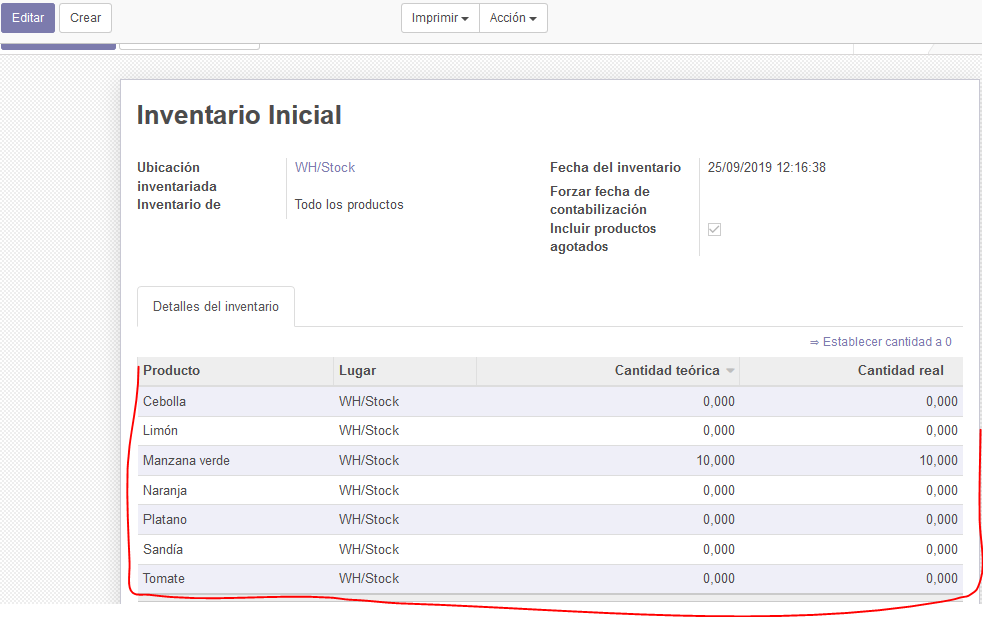 Editar Crear Imprimir Acción
Inventario Inicial
Ubicación inventariada WH/Stock
Inventario de Todo los productos
Fecha del inventario 25/09/2019 12:16:38
Forzar fecha de contabilización
Incluir productos agotados
Detalles del inventario
⇒ Establecer cantidad a 0
Producto Lugar Cantidad teórica Cantidad real
Cebolla WH/Stock 0,000 0,000
Limón WH/Stock 0,000 0,000
Manzana verde WH/Stock 10,000 10,000
Naranja WH/Stock 0,000 0,000
Platano WH/Stock 0,000 0,000
Sandía WH/Stock 0,000 0,000
Tomate WH/Stock 0,000 0,000